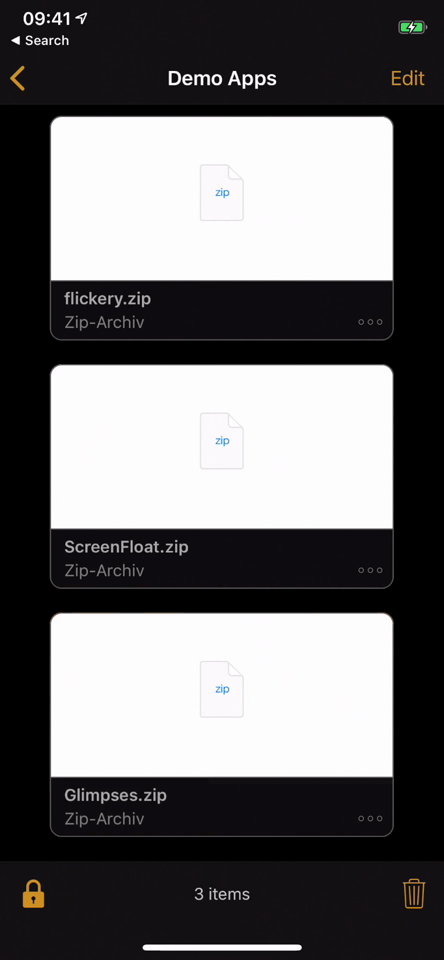 09:41
◀ Search
Demo Apps
Edit
zip
flickery.zip
Zip-Archiv
zip
ScreenFloat.zip
Zip-Archiv
zip
Glimpses.zip
Zip-Archiv
3 items